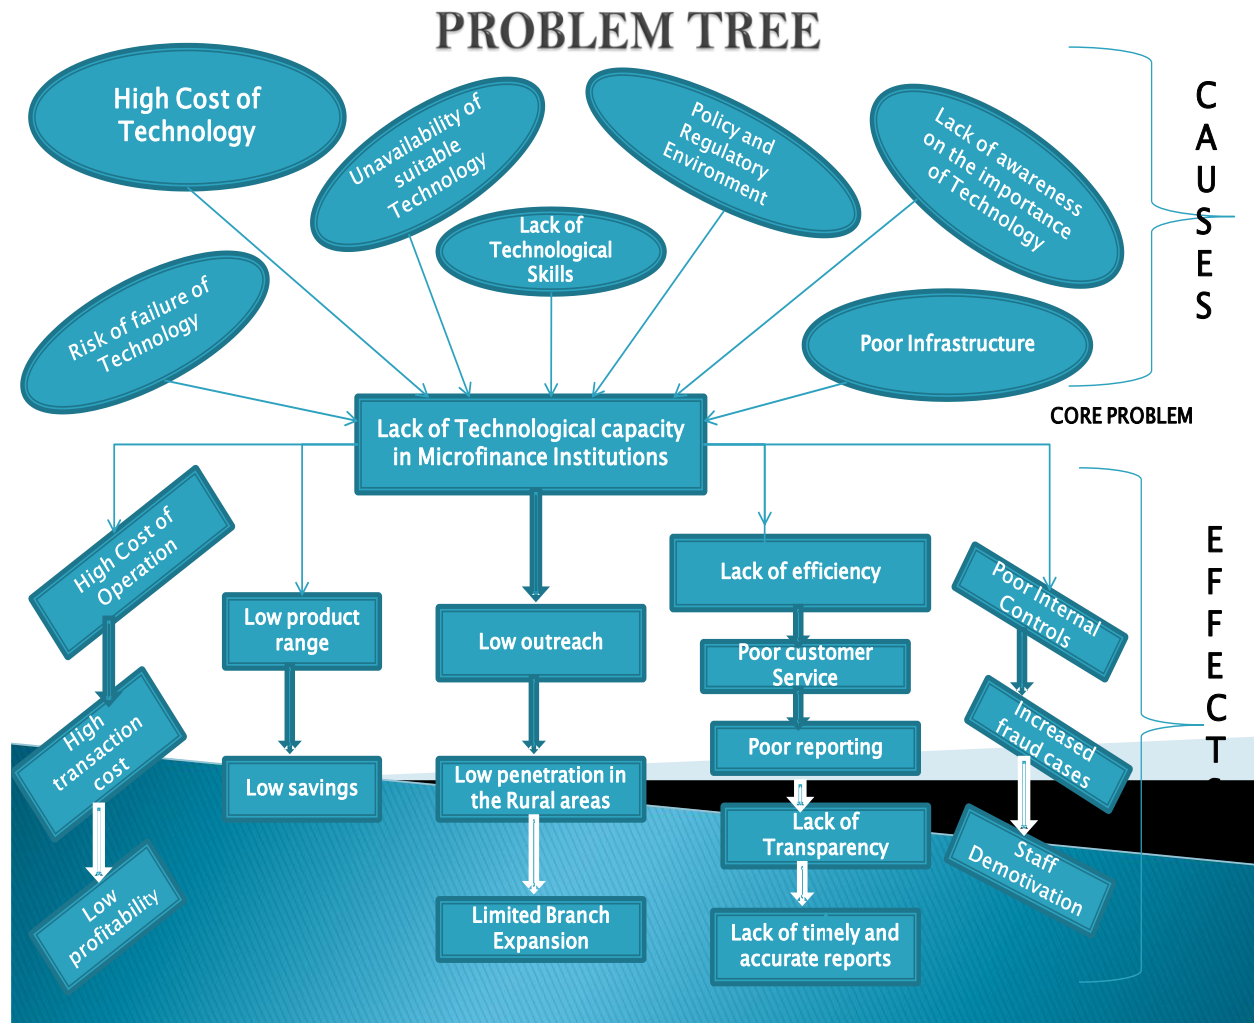 PROBLEM TREE
High Cost of
Technology
Unavailability of
suitable
Technology
Policy and
Regulatory
Environment
Lack of awareness
on the importance
of Technology
Lack of
Technological
Skills
Risk of failure of
Technology
Poor Infrastructure
C
A
U
S
E
S
CORE PROBLEM
Lack of Technological capacity
in Microfinance Institutions
High Cost of
Operation
High
transaction
cost
Low
profitability
Low product
range
Low savings
Low outreach
Low penetration in
the Rural areas
Limited Branch
Expansion
Lack of efficiency
Poor customer
Service
Poor reporting
Lack of
Transparency
Lack of timely and
accurate reports
Poor Internal
Controls
Increased
fraud cases
Staff
Demotivation
E
F
F
E
C
T
S